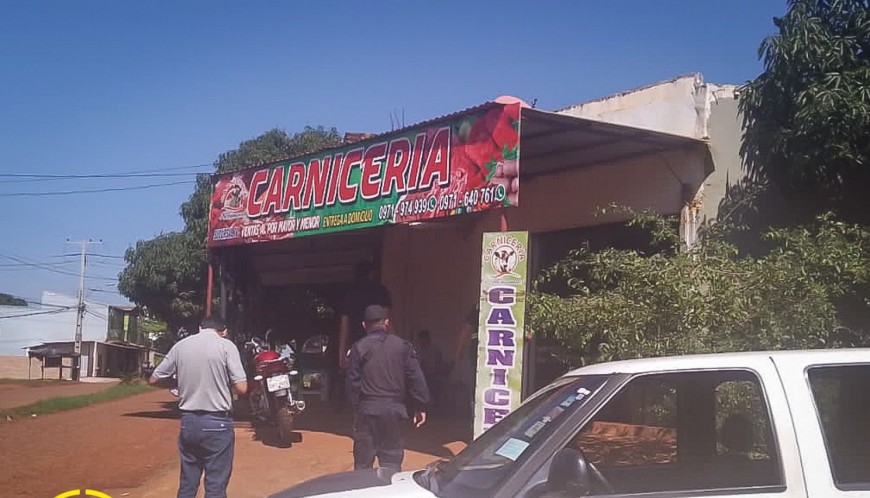 CARNICERIA
VENTAS AL POR MAYOR Y MENOR ENTREGA A DOMICILIO 0971 - 974 939 0971 - 640 761
CARNICERIA
CARNICE